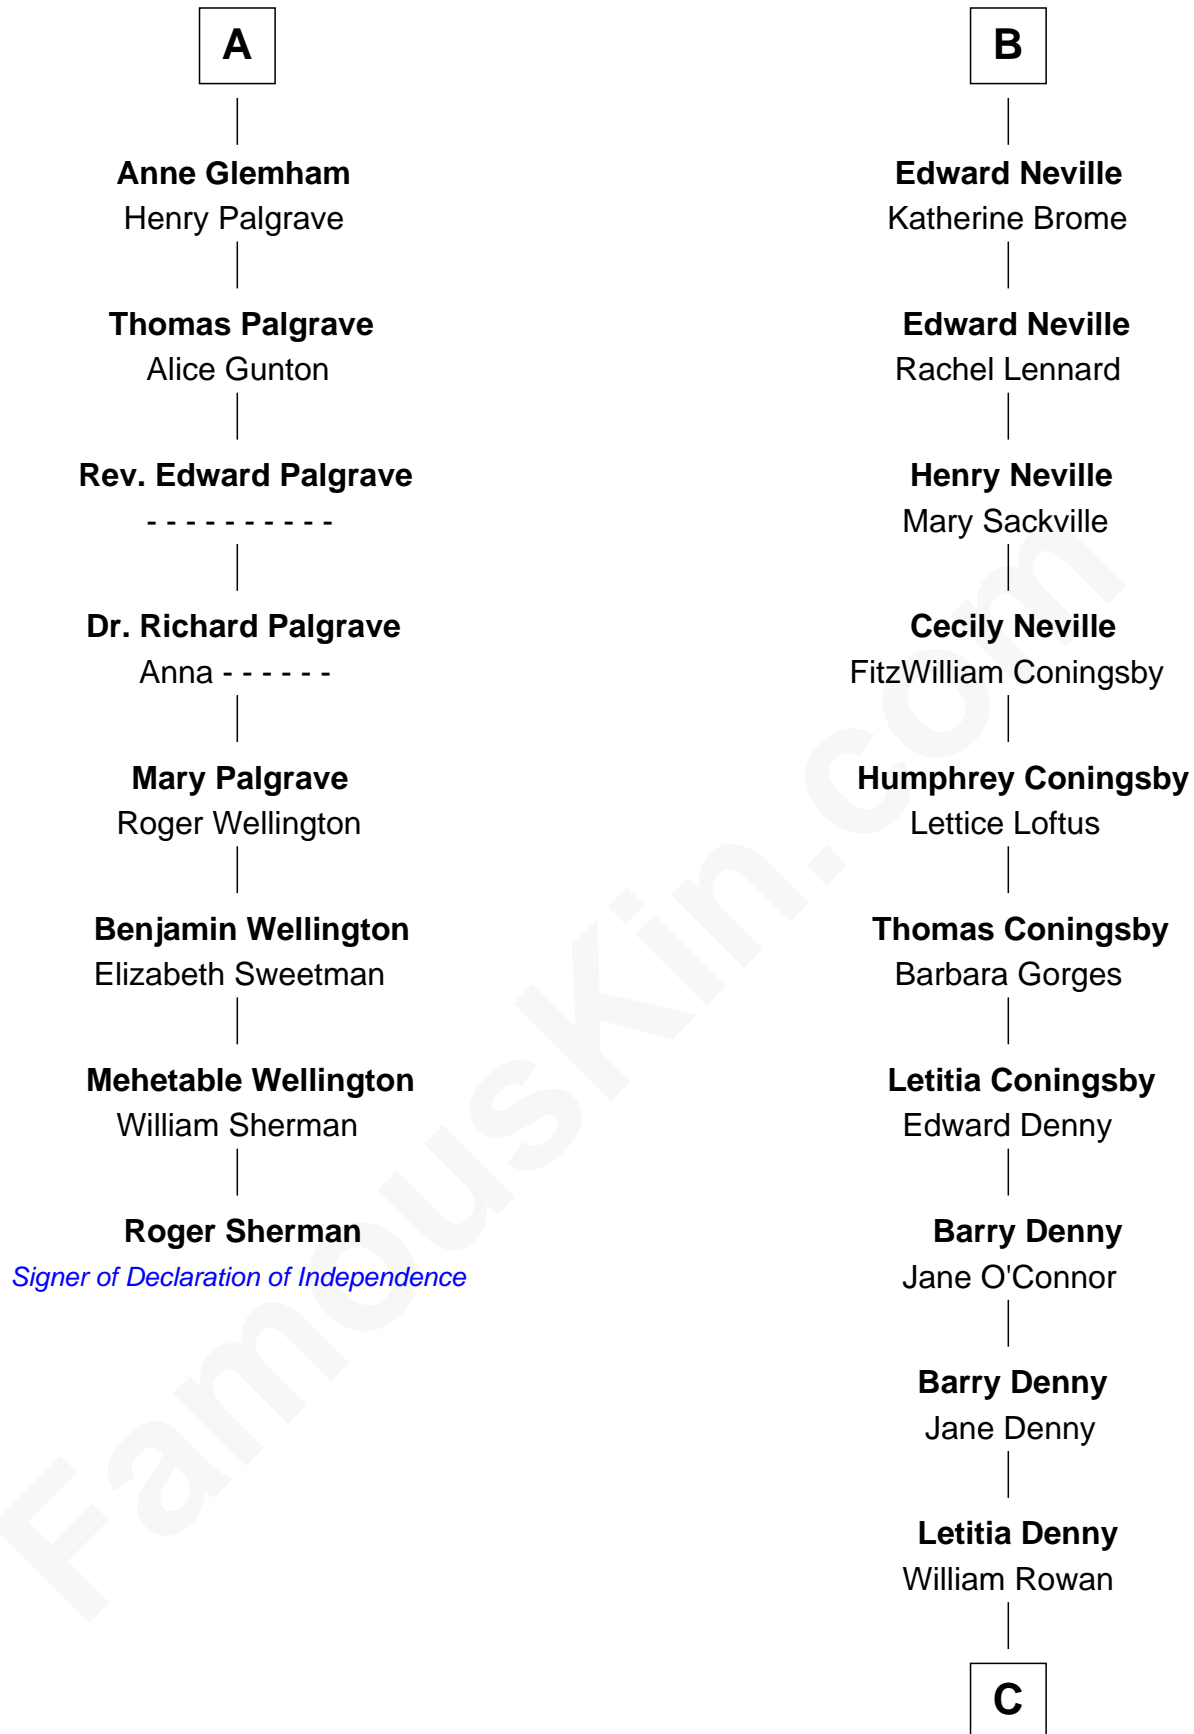 A
Anne Glemham
Henry Palgrave
Thomas Palgrave
Alice Gunton
Rev. Edward Palgrave
- - - - - - - - - -
Dr. Richard Palgrave
Anna - - - - - -
Mary Palgrave
Roger Wellington
Benjamin Wellington
Elizabeth Sweetman
Mehetable Wellington
William Sherman
Roger Sherman
Signer of Declaration of Independence
B
Edward Neville
Katherine Brome
Edward Neville
Rachel Lennard
Henry Neville
Mary Sackville
Cecily Neville
FitzWilliam Coningsby
Humphrey Coningsby
Lettice Loftus
Thomas Coningsby
Barbara Gorges
Letitia Coningsby
Edward Denny
Barry Denny
Jane O'Connor
Barry Denny
Jane Denny
Letitia Denny
William Rowan
C
FamousKin.com